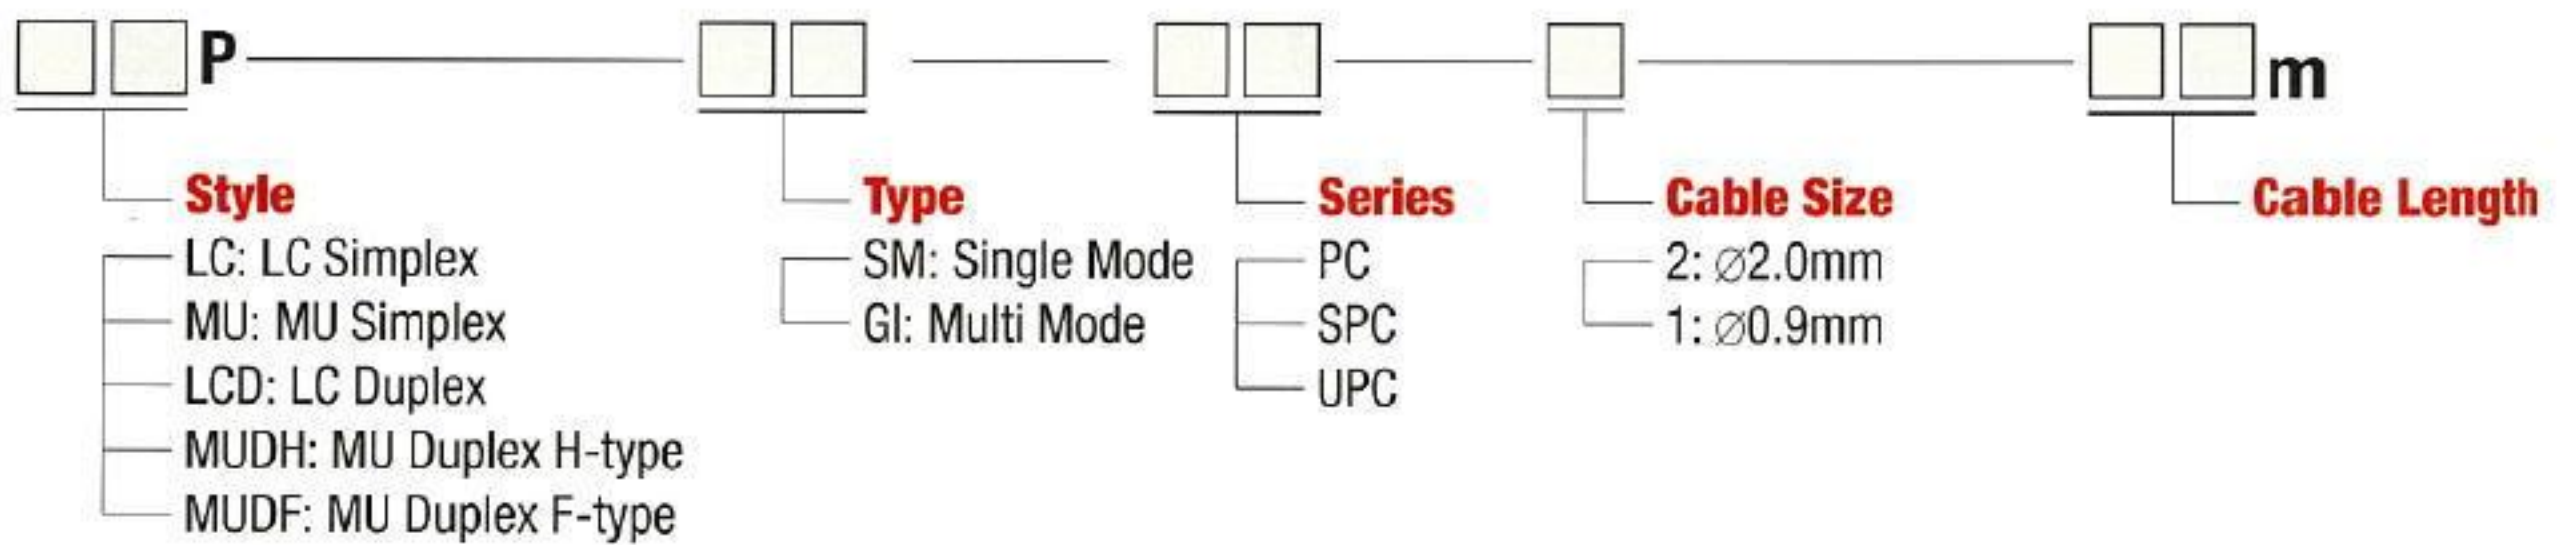 □□P — □□ — □□ — □ — □□m
Style
LC: LC Simplex
MU: MU Simplex
LCD: LC Duplex
MUDH: MU Duplex H-type
MUDF: MU Duplex F-type
Type
SM: Single Mode
GI: Multi Mode
Series
PC
SPC
UPC
Cable Size
2: ∅2.0mm
1: ∅0.9mm
Cable Length